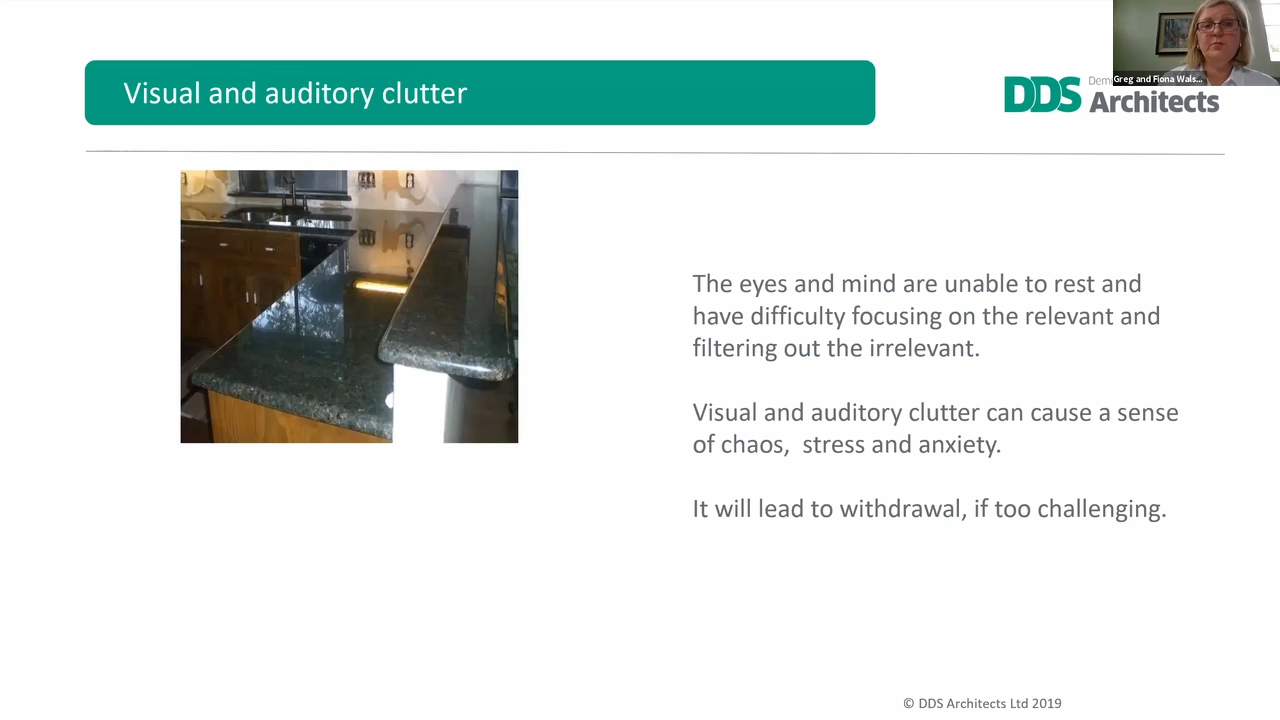 Visual and auditory clutter
Greg and Fiona Wals...
DDS
Architects
The eyes and mind are unable to rest and
have difficulty focusing on the relevant and
filtering out the irrelevant.
Visual and auditory clutter can cause a sense
of chaos,  stress and anxiety.
It will lead to withdrawal, if too challenging.
© DDS Architects Ltd 2019